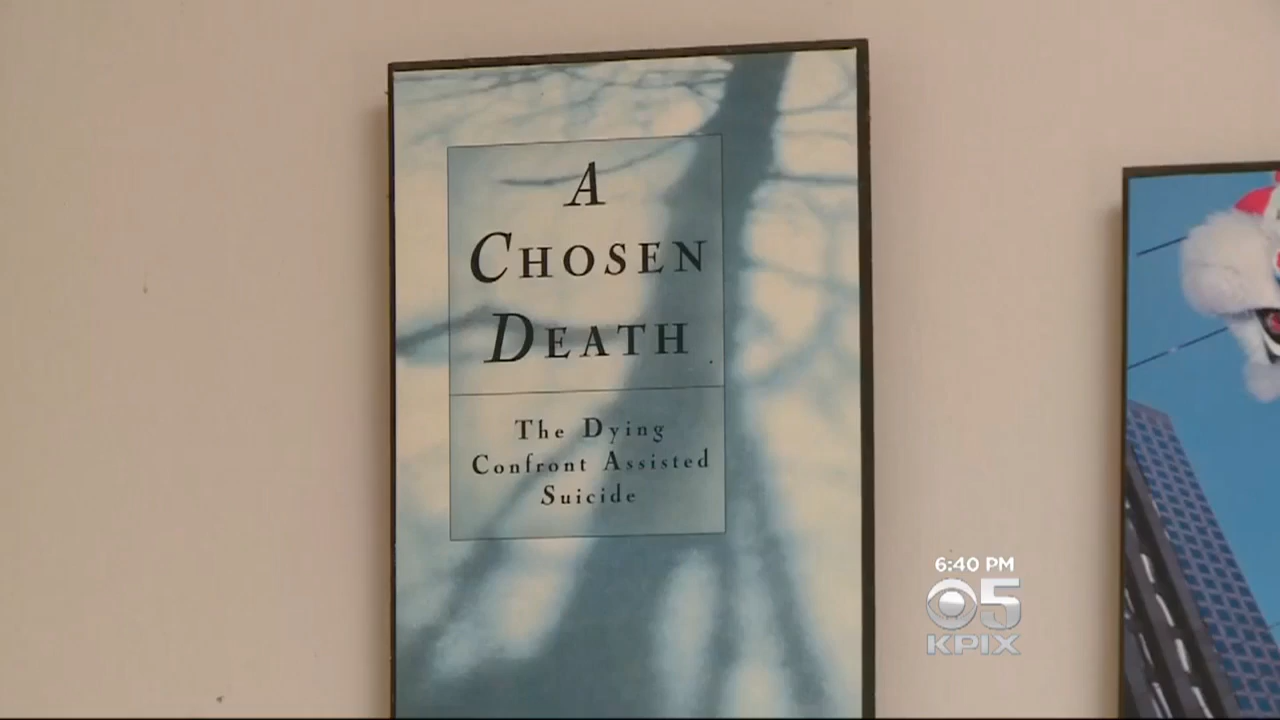 A
CHOSEN
DEATH
The Dying
Confront Assisted
Suicide
6:40 PM
5
KPIX